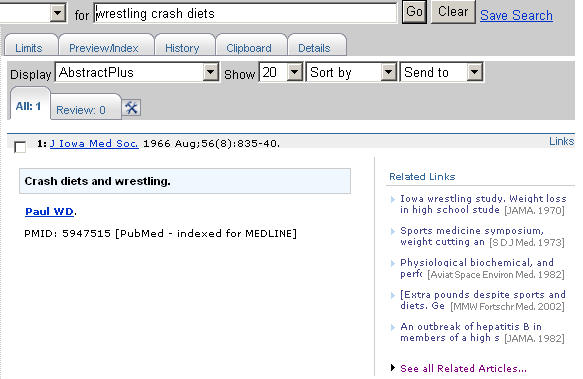 for wrestling crash diets Go Clear Save Search
Limits Preview/Index History Clipboard Details
Display AbstractPlus Show 20 Sort by Send to
All: 1 Review: 0
1: J Iowa Med Soc. 1966 Aug;56(8):835-40. Links
Crash diets and wrestling.
Paul WD.
PMID: 5947515 [PubMed - indexed for MEDLINE]
Related Links
Iowa wrestling study. Weight loss
in high school stude [JAMA. 1970]
Sports medicine symposium,
weight cutting an [S D J Med. 1973]
Physiological biochemical, and
perfc [Aviat Space Environ Med. 1982]
[Extra pounds despite sports and
diets. Ge [MMW Fortschr Med. 2002]
An outbreak of hepatitis B in
members of a high s [JAMA. 1982]
See all Related Articles...